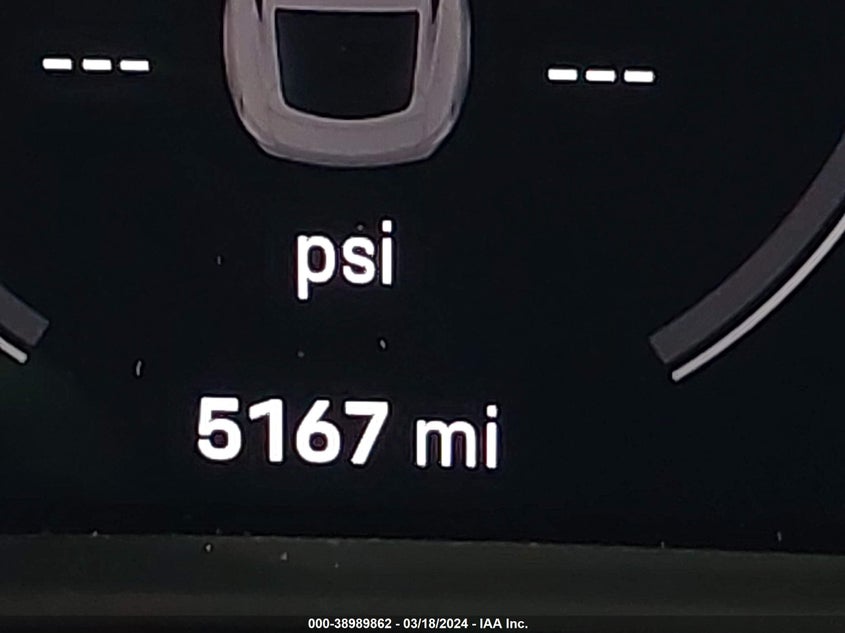 --- ---
psi
5167 mi
000-38989862 - 03/18/2024 - IAA Inc.